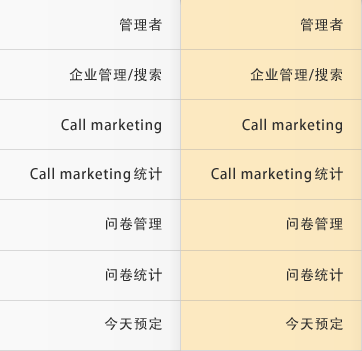 管理者 管理者
企业管理/搜索 企业管理/搜索
Call marketing Call marketing
Call marketing统计 Call marketing统计
问卷管理 问卷管理
问卷统计 问卷统计
今天预定 今天预定